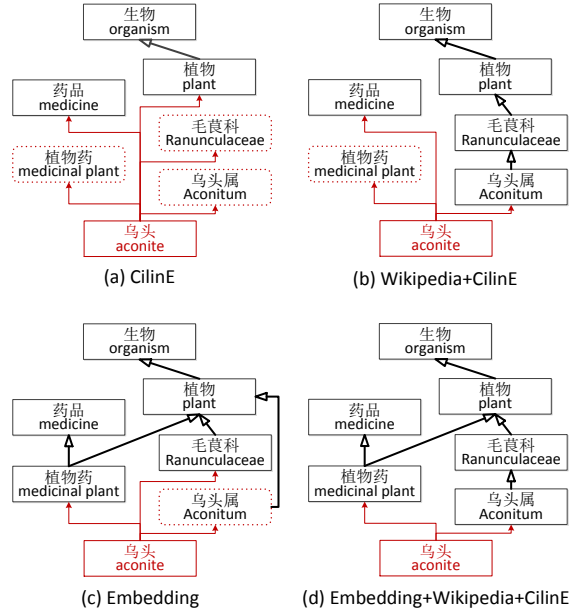 生物
organism
植物
plant
药品
medicine
毛茛科
Ranunculaceae
植物药
medicinal plant
乌头属
Aconitum
乌头
aconite
(a) CilinE
生物
organism
植物
plant
药品
medicine
毛茛科
Ranunculaceae
植物药
medicinal plant
乌头属
Aconitum
乌头
aconite
(b) Wikipedia+CilinE
生物
organism
植物
plant
药品
medicine
毛茛科
Ranunculaceae
植物药
medicinal plant
乌头属
Aconitum
乌头
aconite
(c) Embedding
生物
organism
植物
plant
药品
medicine
毛茛科
Ranunculaceae
植物药
medicinal plant
乌头属
Aconitum
乌头
aconite
(d) Embedding+Wikipedia+CilinE